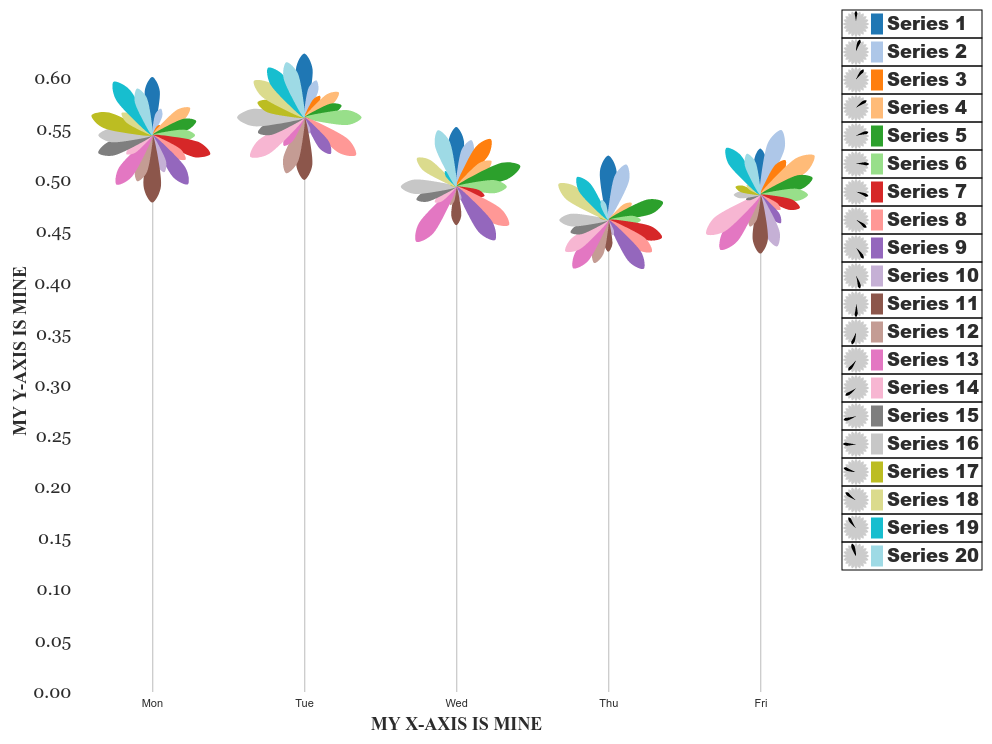 Series 1
Series 2
Series 3
Series 4
Series 5
Series 6
Series 7
Series 8
Series 9
Series 10
Series 11
Series 12
Series 13
Series 14
Series 15
Series 16
Series 17
Series 18
Series 19
Series 20
0.60
0.55
0.50
0.45
0.40
0.35
0.30
0.25
0.20
0.15
0.10
0.05
0.00
MY Y-AXIS IS MINE
Mon Tue Wed Thu Fri
MY X-AXIS IS MINE